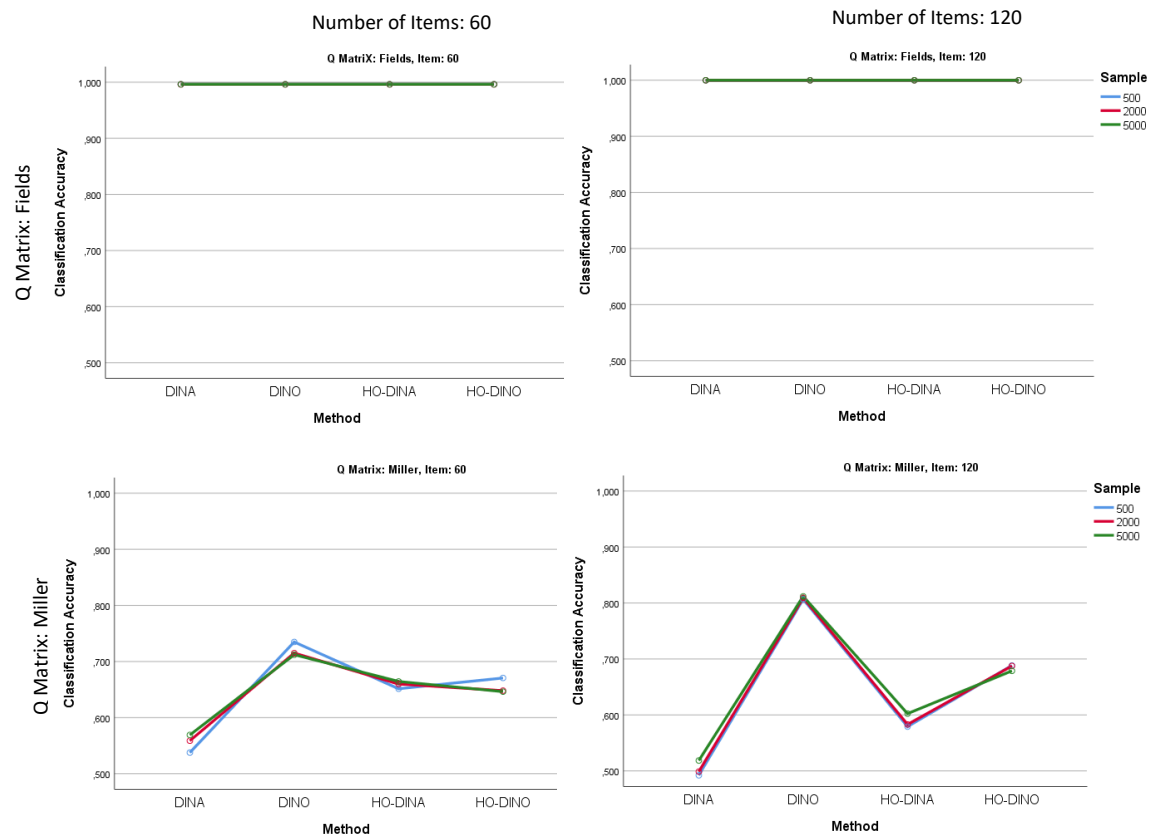 Number of Items: 60
Number of Items: 120
Q Matrix: Fields
Q MatriX: Fields, Item: 60
Classification Accuracy
1,000
,900
,800
,700
,600
,500
DINA DINO HO-DINA HO-DINO
Method
Q Matrix: Fields, Item: 120
Classification Accuracy
1,000
,900
,800
,700
,600
,500
DINA DINO HO-DINA HO-DINO
Method
Sample
500
2000
5000
Q Matrix: Miller
Q Matrix: Miller, Item: 60
Classification Accuracy
1,000
,900
,800
,700
,600
,500
DINA DINO HO-DINA HO-DINO
Method
Q Matrix: Miller, Item: 120
Classification Accuracy
1,000
,900
,800
,700
,600
,500
DINA DINO HO-DINA HO-DINO
Method
Sample
500
2000
5000